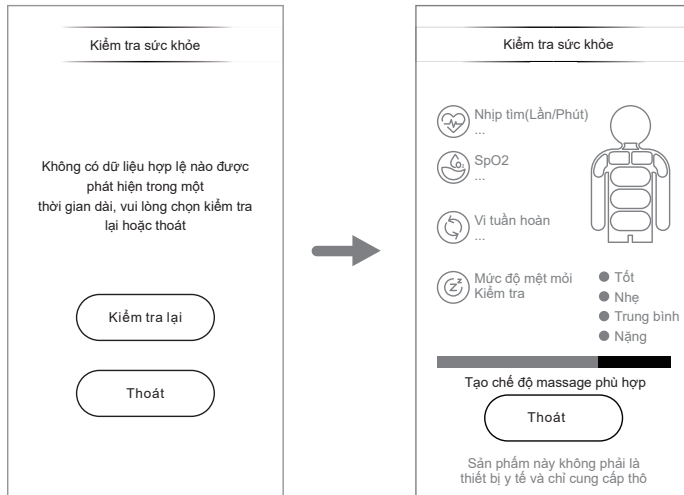 Kiểm tra sức khỏe
Không có dữ liệu hợp lệ nào được
phát hiện trong một
thời gian dài, vui lòng chọn kiểm tra
lại hoặc thoát
Kiểm tra lại
Thoát
Kiểm tra sức khỏe
Nhịp tìm(Lần/Phút)
...
SpO2
...
Vi tuần hoàn
...
Mức độ mệt mỏi
Kiểm tra
Tốt
Nhẹ
Trung bình
Nặng
Tạo chế độ massage phù hợp
Thoát
Sản phẩm này không phải là
thiết bị y tế và chỉ cung cấp thô